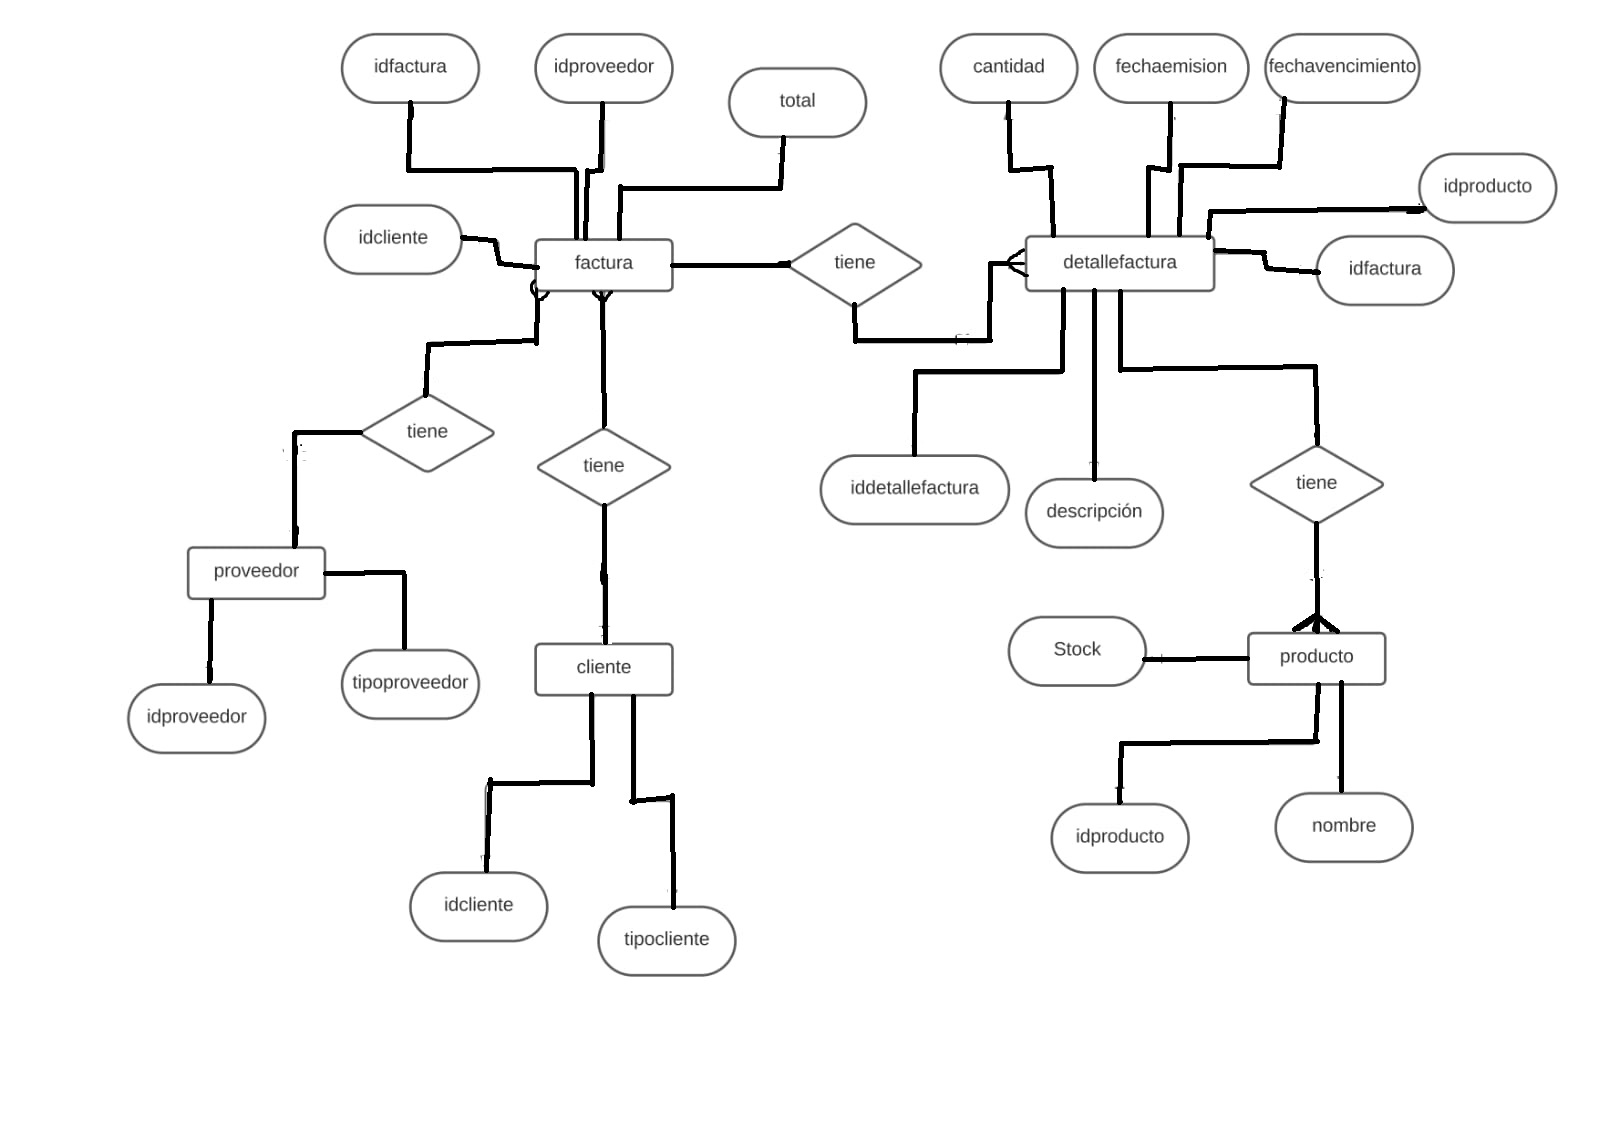 idfactura
idproveedor
total
cantidad
fechaemision
fechavencimiento
idproducto
idcliente
factura
tiene
detallefactura
idfactura
tiene
tiene
iddetallefactura
descripción
tiene
proveedor
tipoproveedor
idproveedor
cliente
Stock
producto
idproducto
nombre
idcliente
tipocliente